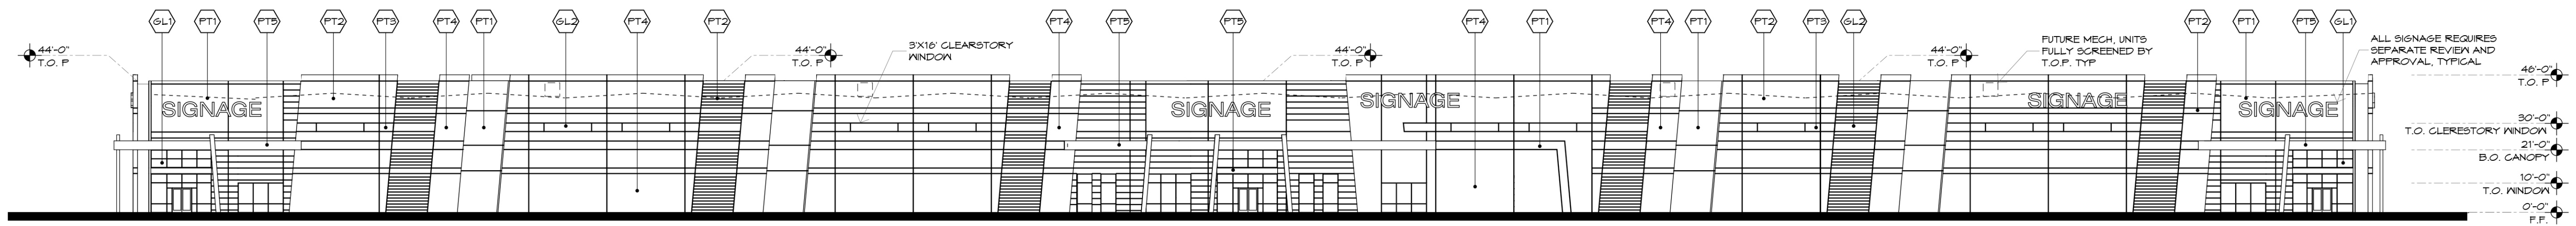 GL1 PT1 PT5 PT2 PT3 PT4 PT1 GL2 PT4 PT2 PT4 PT5 PT5 PT4 PT1 PT4 PT1 PT2 PT3 GL2 PT2 PT1 PT5 GL1
44'-0"
T.O. P
44'-0"
T.O. P
3'X16' CLEARSTORY
WINDOW
44'-0"
T.O. P
44'-0"
T.O. P
FUTURE MECH, UNITS
FULLY SCREENED BY
T.O.P. TYP
ALL SIGNAGE REQUIRES
SEPARATE REVIEW AND
APPROVAL, TYPICAL
46'-0"
T.O. P
SIGNAGE
SIGNAGE
SIGNAGE
SIGNAGE
SIGNAGE
30'-0"
T.O. CLERESTORY WINDOW
21'-0"
B.O. CANOPY
10'-0"
T.O. WINDOW
0'-0"
F.F.